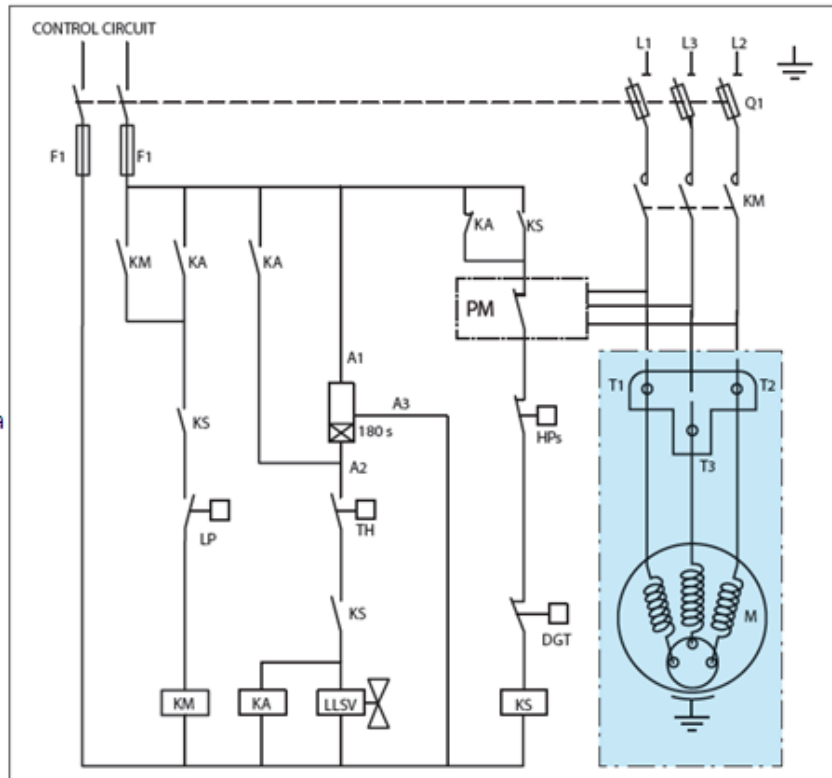 CONTROL CIRCUIT
L1 L3 L2
Q1
F1 F1
KM
KA KS
KM KA KA
PM
A1
T1 T2
A3
180 s
HPs
KS
A2
T3
TH
LP
KS
M
DGT
KM KA LLSV KS
a